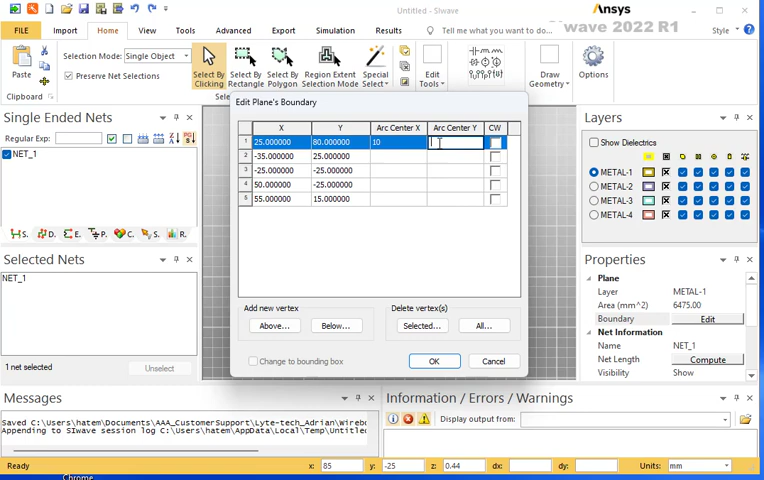 Untitled - SIwave
Ansys
SIwave 2022 R1
FILE Import Home View Tools Advanced Export Simulation Results Tell me what you want to do... Style
Paste
Selection Mode: Single Object
Preserve Net Selections
Select By Clicking
Select By Rectangle
Select By Polygon
Region Extent Selection Mode
Special Select
Edit Tools
Draw Geometry
Options
Clipboard
Single Ended Nets
Regular Exp:
NET_1
S. D. E. P. C. S. R.
Selected Nets
NET_1
1 net selected
Unselect
Edit Plane's Boundary
X Y Arc Center X Arc Center Y CW
1 25.000000 80.000000 10
2 -35.000000 25.000000
3 -25.000000 -25.000000
4 50.000000 -25.000000
5 55.000000 15.000000
Add new vertex
Above... Below...
Delete vertex(s)
Selected... All...
Change to bounding box
OK Cancel
Layers
Show Dielectrics
METAL-1
METAL-2
METAL-3
METAL-4
Properties
Plane
Layer METAL-1
Area (mm^2) 6475.00
Boundary Edit
Net Information
Name NET_1
Net Length Compute
Visibility Show
Messages
Saved C:\Users\hatem\Documents\AAA_CustomerSupport\Lyte-tech_Adrian\Wirebe
Appending to SIwave session log C:\Users\hatem\AppData\Local\Temp\Untitled
Information / Errors / Warnings
Display output from:
Ready x: 85 y: -25 z: 0.44 dx: dy: Units: mm
Chrome